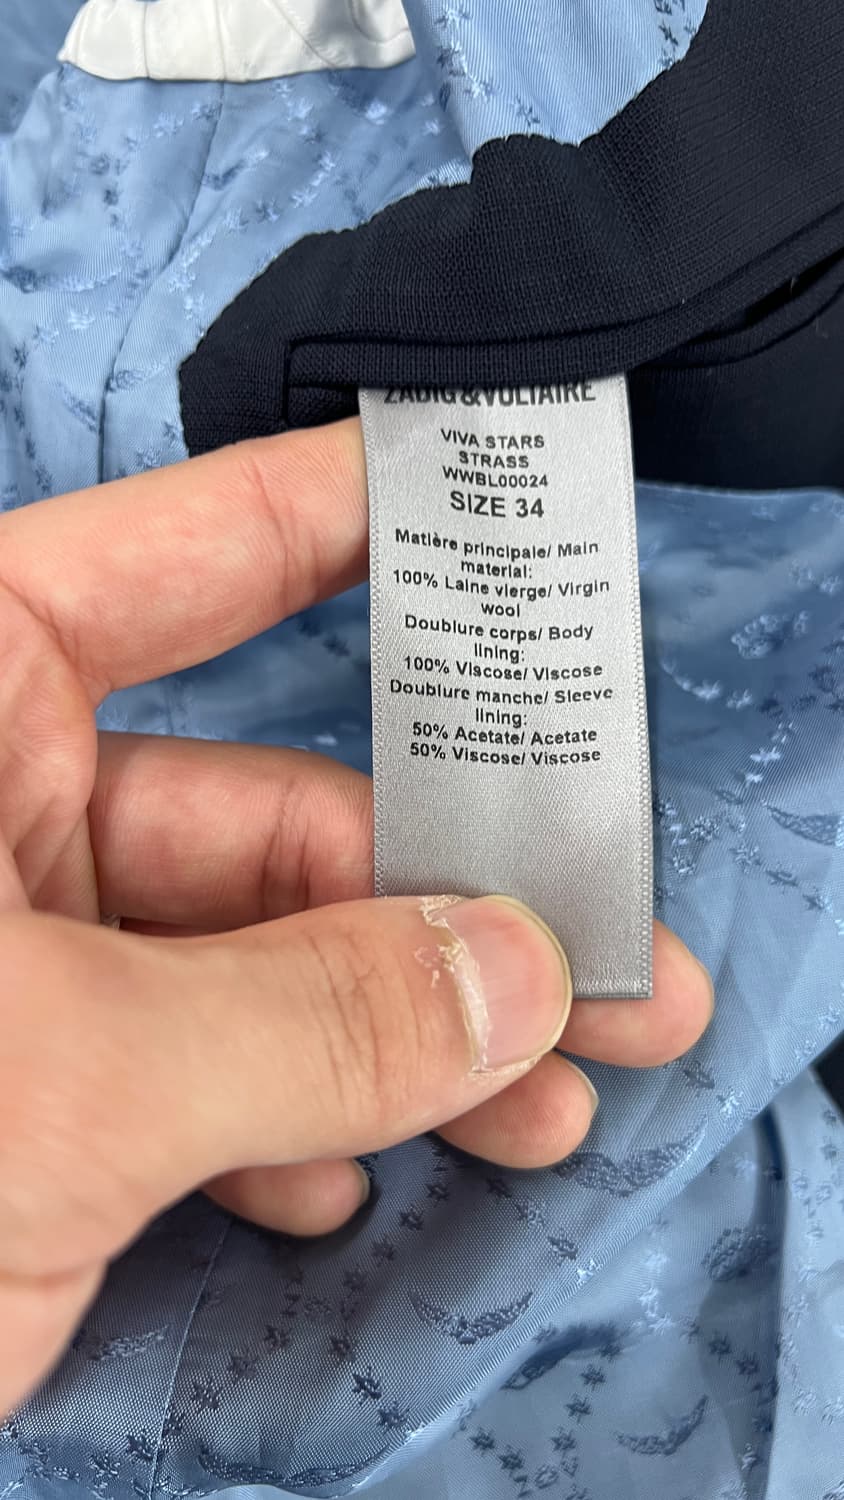 ZADIG&VOLTAIRE
VIVA STARS
STRASS
WWBL00024
SIZE 34
Matière principale/ Main
material:
100% Laine vierge/ Virgin
wool
Doublure corps/ Body
lining:
100% Viscose/ Viscose
Doublure manche/ Sleeve
lining:
50% Acetate/ Acetate
50% Viscose/ Viscose